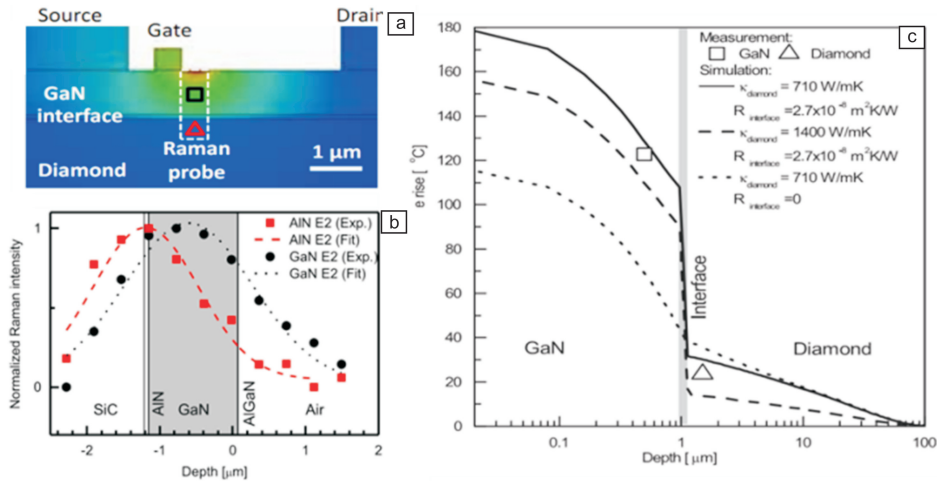 Source
Drain
a
Gate
GaN
interface
Raman
probe
Diamond
1 μm
b
AlN E2 (Exp.)
AlN E2 (Fit)
GaN E2 (Exp.)
GaN E2 (Fit)
Normalized Raman intensity
1
0
SiC
AlN
GaN
AlGaN
Air
-2
-1
0
1
2
Depth [μm]
c
Measurement:
GaN
Diamond
Simulation:
κdiamond = 710 W/mK
Rinterface =2.7x10⁻⁸ m²K/W
κdiamond = 1400 W/mK
Rinterface =2.7x10⁻⁸ m²K/W
κdiamond = 710 W/mK
Rinterface =0
180
160
140
120
100
80
60
40
20
0
e rise [ °C]
GaN
Interface
Diamond
0.1
1
10
100
Depth [μm]